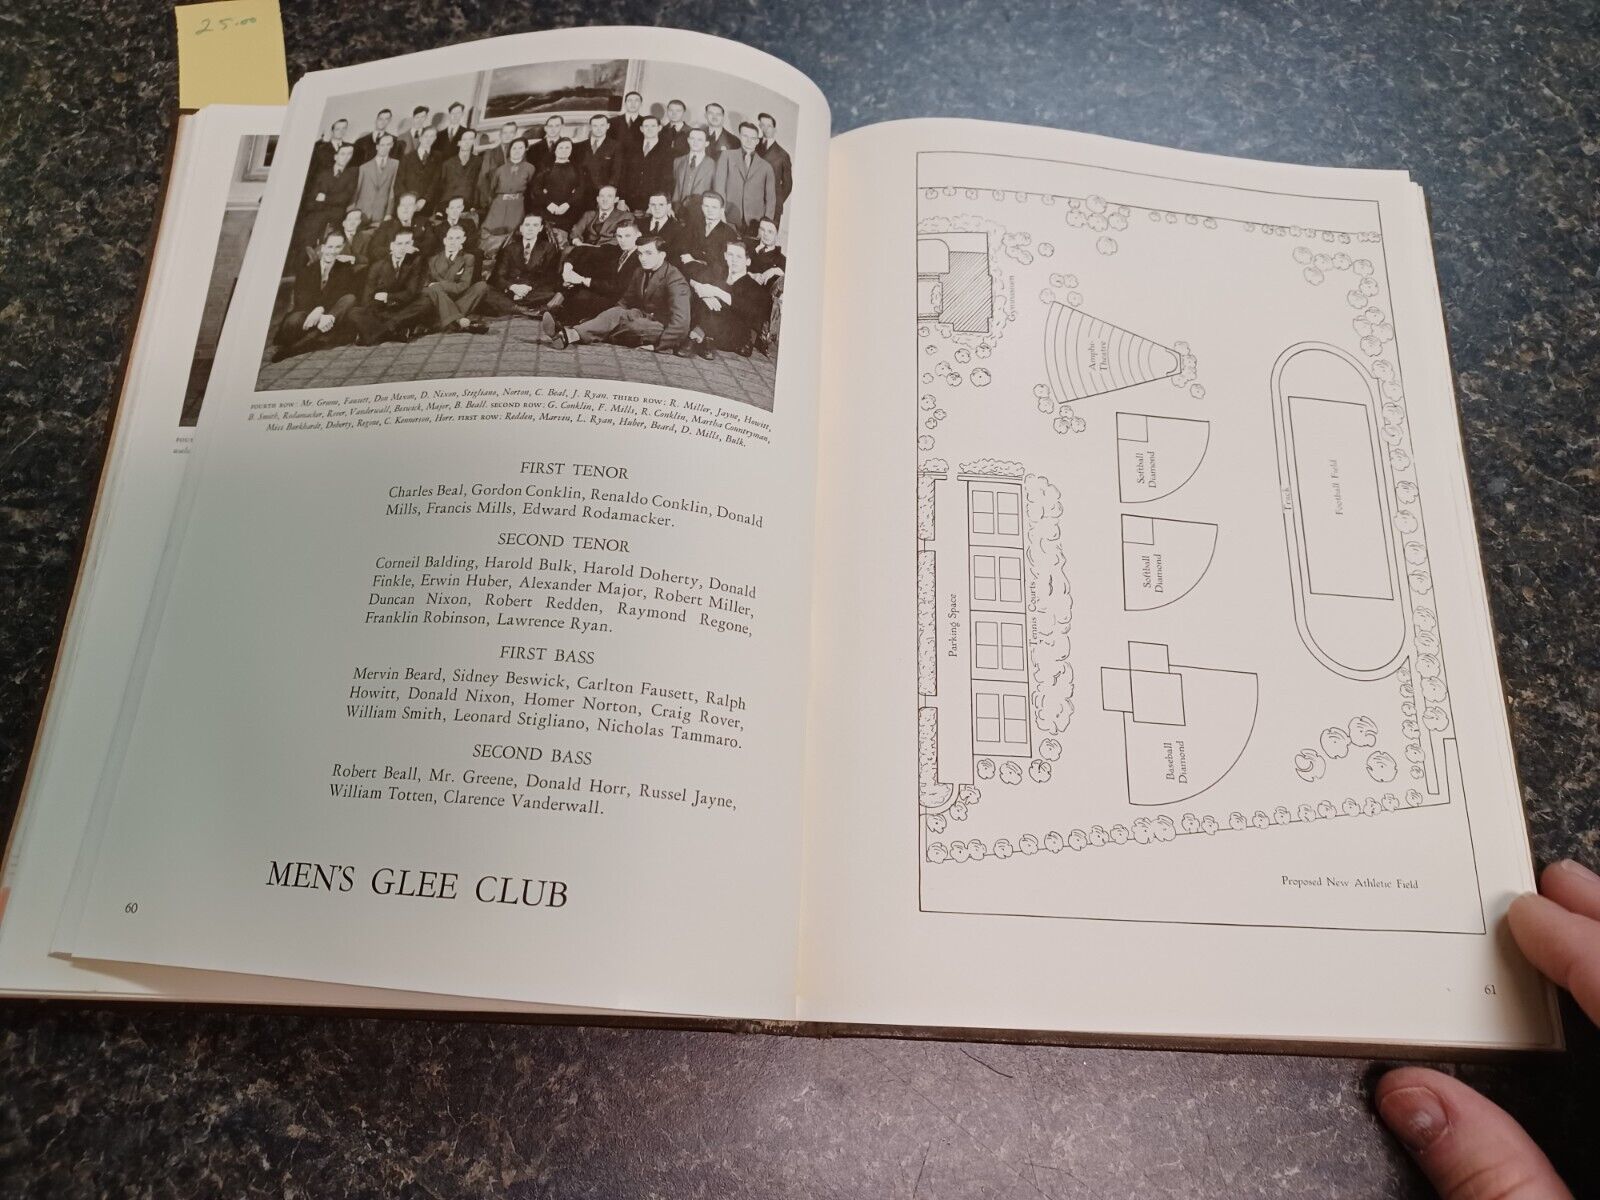 25.00
FOURTH ROW: Mr. Greene, Fausett, Don Nixon, D. Nixon, Stigliano, Norton, C. Beal, J. Ryan. THIRD ROW: R. Miller, Jayne, Howitt,
B. Smith, Rodamacker, Rover, Vanderwall, Beswick, Major, B. Beall. SECOND ROW: G. Conklin, F. Mills, R. Conklin, Martha Countryman,
Miss Burkhardt, Doherty, Regone, C. Kennerson, Horr. FIRST ROW: Redden, Marvin, L. Ryan, Huber, Beard, D. Mills, Bulk.
FIRST TENOR
Charles Beal, Gordon Conklin, Renaldo Conklin, Donald
Mills, Francis Mills, Edward Rodamacker.
SECOND TENOR
Corneil Balding, Harold Bulk, Harold Doherty, Donald
Finkle, Erwin Huber, Alexander Major, Robert Miller,
Duncan Nixon, Robert Redden, Raymond Regone,
Franklin Robinson, Lawrence Ryan.
FIRST BASS
Mervin Beard, Sidney Beswick, Carlton Fausett, Ralph
Howitt, Donald Nixon, Homer Norton, Craig Rover,
William Smith, Leonard Stigliano, Nicholas Tammaro.
SECOND BASS
Robert Beall, Mr. Greene, Donald Horr, Russel Jayne,
William Totten, Clarence Vanderwall.
MEN'S GLEE CLUB
60
Gymnasium
Amphi-
Theatre
Softball
Diamond
Softball
Diamond
Track
Football Field
Parking Space
Tennis Courts
Baseball
Diamond
Proposed New Athletic Field
61